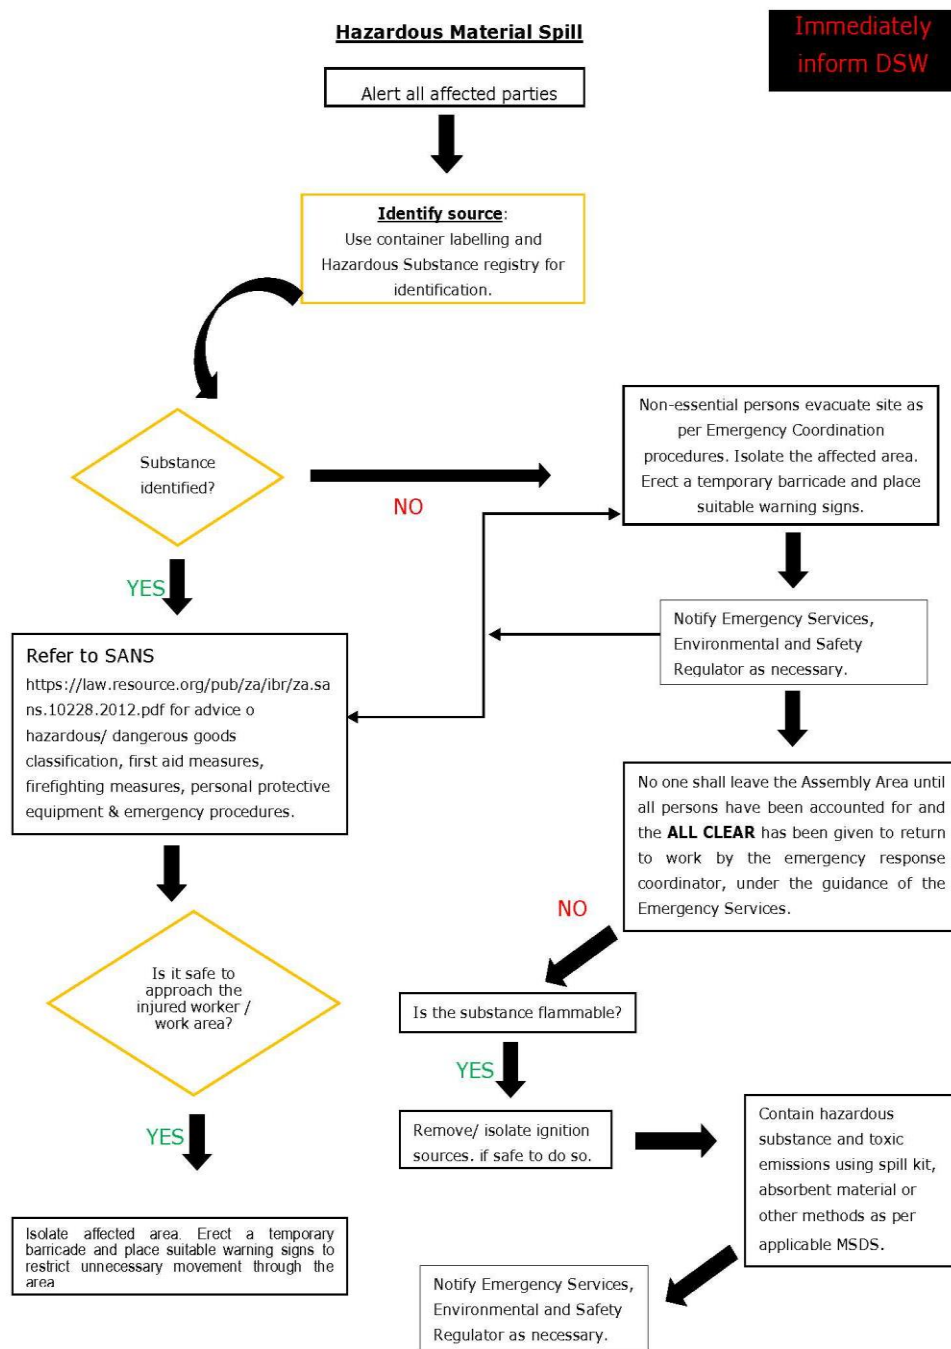 Hazardous Material Spill
Immediately
inform DSW
Alert all affected parties
Identify source:
Use container labelling and
Hazardous Substance registry for
identification.
Substance
identified?
NO
YES
Non-essential persons evacuate site as
per Emergency Coordination
procedures. Isolate the affected area.
Erect a temporary barricade and place
suitable warning signs.
Notify Emergency Services,
Environmental and Safety
Regulator as necessary.
Refer to SANS
https://law.resource.org/pub/za/ibr/za.sa
ns.10228.2012.pdf for advice o
hazardous/ dangerous goods
classification, first aid measures,
firefighting measures, personal protective
equipment & emergency procedures.
No one shall leave the Assembly Area until
all persons have been accounted for and
the ALL CLEAR has been given to return
to work by the emergency response
coordinator, under the guidance of the
Emergency Services.
NO
Is it safe to
approach the
injured worker /
work area?
YES
Isolate affected area. Erect a temporary
barricade and place suitable warning signs to
restrict unnecessary movement through the
area
Is the substance flammable?
YES
Remove/ isolate ignition
sources. if safe to do so.
Contain hazardous
substance and toxic
emissions using spill kit,
absorbent material or
other methods as per
applicable MSDS.
Notify Emergency Services,
Environmental and Safety
Regulator as necessary.